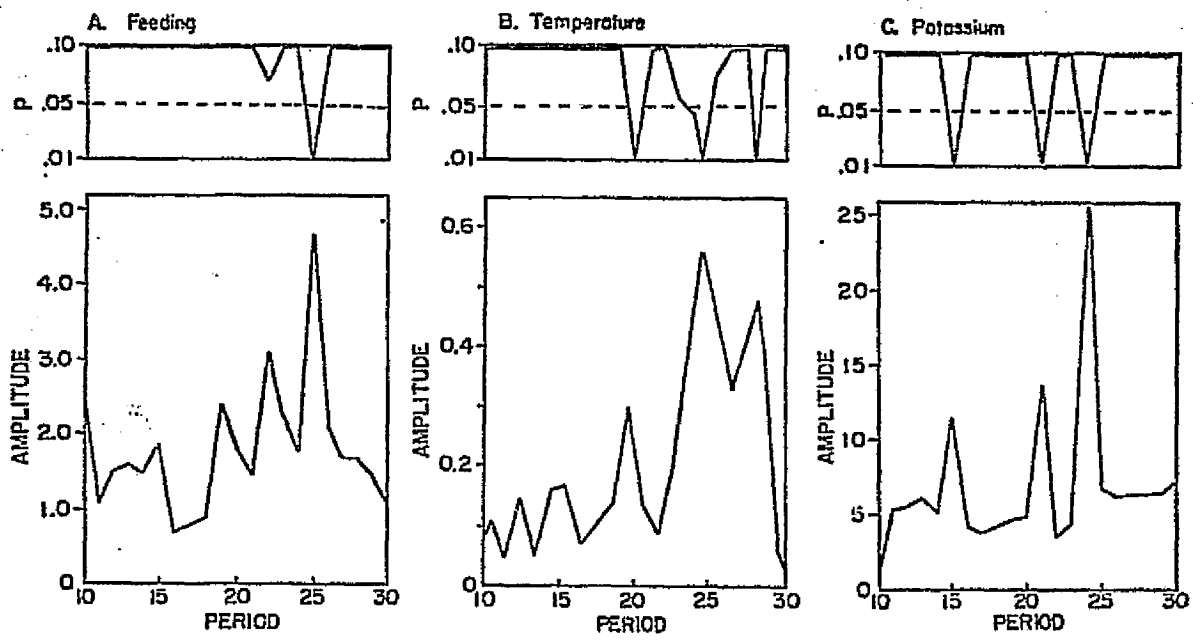 A. Feeding
.10
P .05
.01
5.0
4.0
3.0
2.0
1.0
0
AMPLITUDE
10 15 20 25 30
PERIOD
B. Temperature
.10
P .05
.01
0.6
0.4
0.2
0
AMPLITUDE
10 15 20 25 30
PERIOD
C. Potassium
.10
P .05
.01
25
20
15
10
5
0
AMPLITUDE
10 15 20 25 30
PERIOD